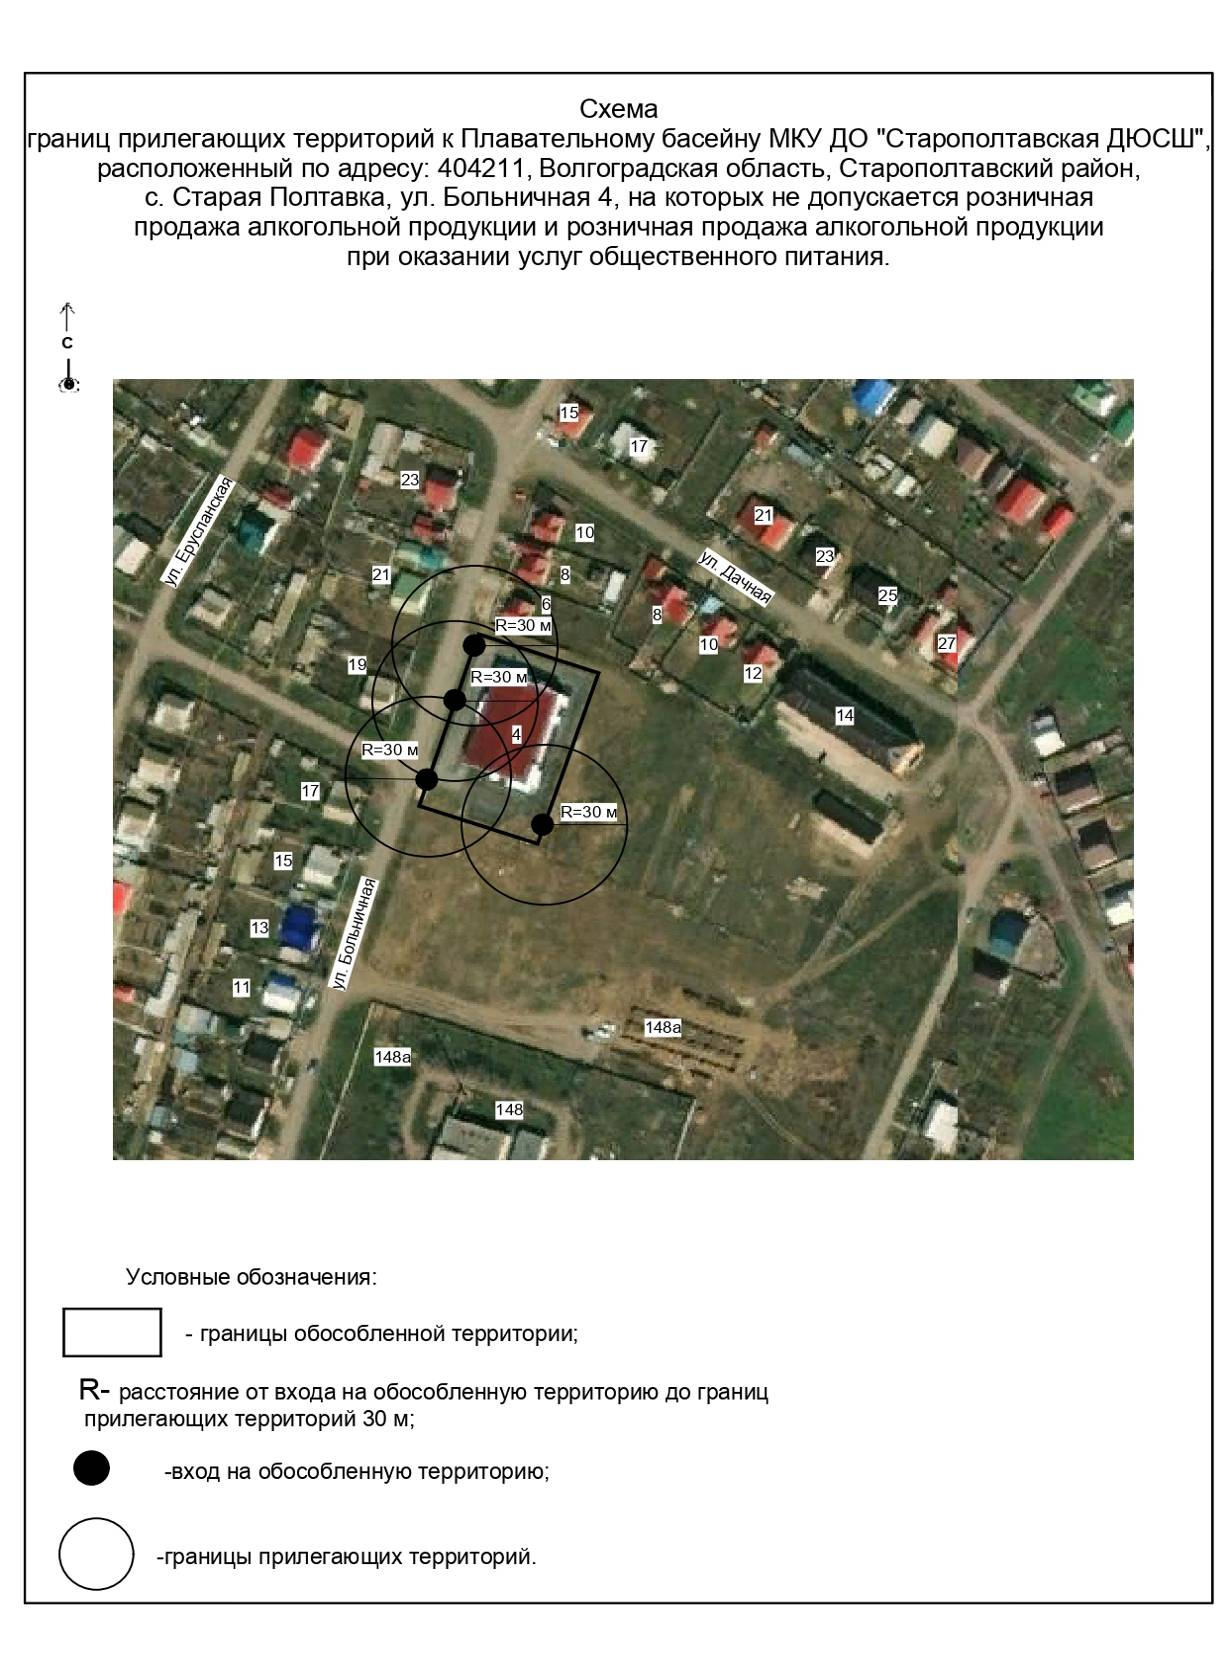 Схема
границ прилегающих территорий к Плавательному басейну МКУ ДО "Старополтавская ДЮСШ",
расположенный по адресу: 404211, Волгоградская область, Старополтавский район,
с. Старая Полтавка, ул. Больничная 4, на которых не допускается розничная
продажа алкогольной продукции и розничная продажа алкогольной продукции
при оказании услуг общественного питания.
С
15
17
23
ул. Ерусланская
21
10
23
ул. Дачная
8
21
25
6
8
R=30 м
10
27
19
12
R=30 м
14
4
R=30 м
17
R=30 м
15
ул. Больничная
13
11
148а
148а
148
Условные обозначения:
- границы обособленной территории;
R- расстояние от входа на обособленную территорию до границ
прилегающих территорий 30 м;
-вход на обособленную территорию;
-границы прилегающих территорий.